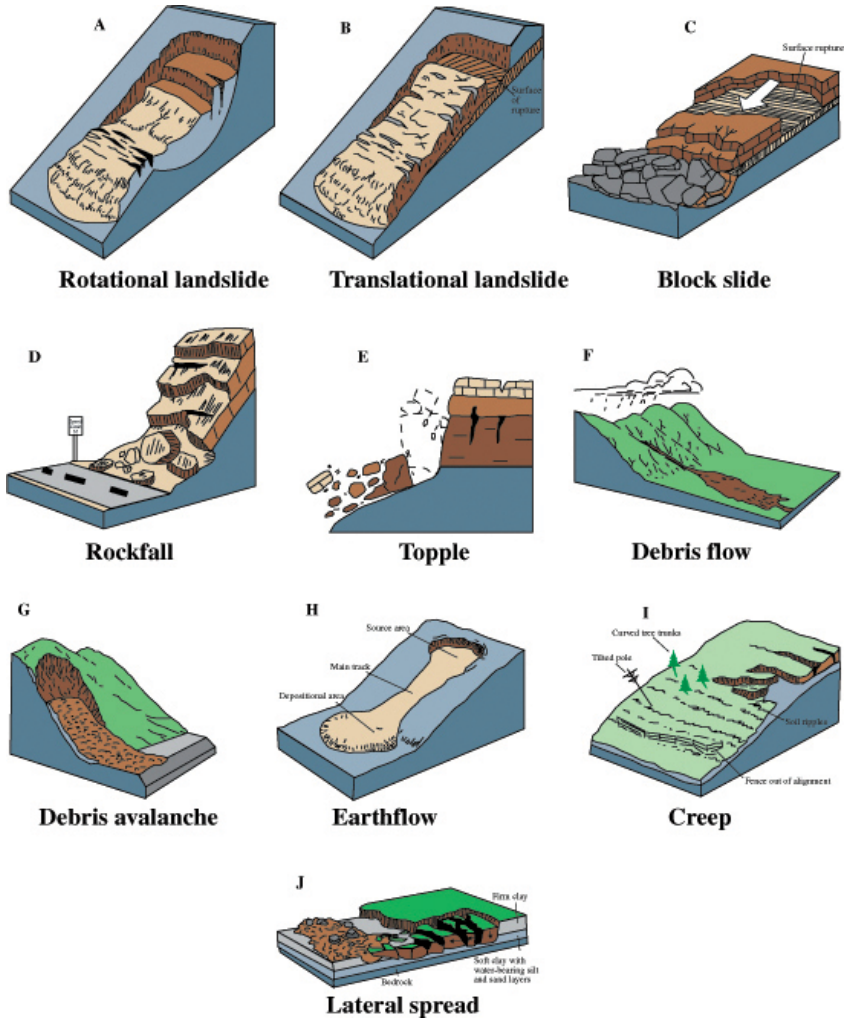 A
B
C
Surface rupture
Surface
of
rupture
Toe
Rotational landslide
Translational landslide
Block slide
D
E
F
Rockfall
Topple
Debris flow
G
H
I
Source area
Main track
Depositional area
Curved tree trunks
Tilted pole
Soil ripples
Fence out of alignment
Debris avalanche
Earthflow
Creep
J
Firm clay
Soft clay with
water-bearing silt
and sand layers
Bedrock
Lateral spread